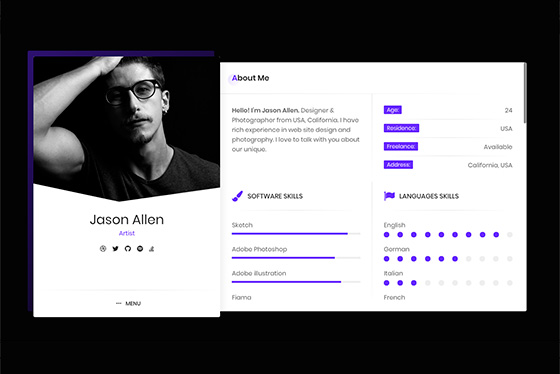 About Me
Hello! I'm Jason Allen. Designer &
Photographer from USA, California. I have
rich experience in web site design and
photography. I love to talk with you about
our unique.
Age: 24
Residence: USA
Freelance: Available
Address: California, USA
Jason Allen
Artist
MENU
SOFTWARE SKILLS
Sketch
Adobe Photoshop
Adobe illustration
Fiama
LANGUAGES SKILLS
English
German
Italian
French